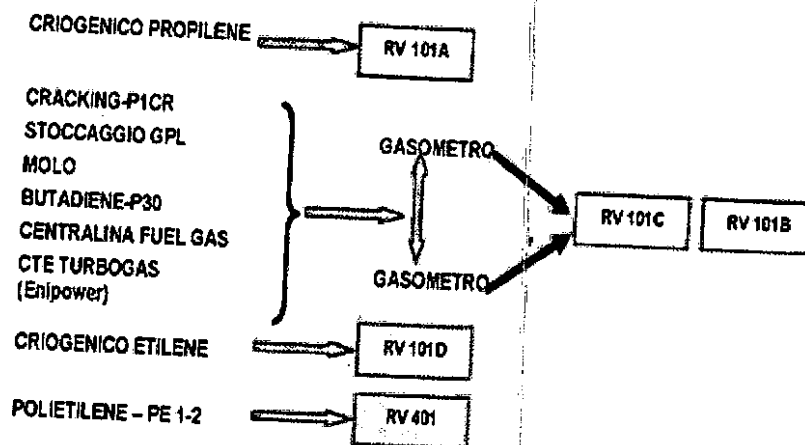 CRIOGENICO PROPILENE
RV 101A
CRACKING-P1CR
STOCCAGGIO GPL
MOLO
BUTADIENE-P30
CENTRALINA FUEL GAS
CTE TURBOGAS
(Enipower)
GASOMETRO
GASOMETRO
RV 101C
RV 101B
CRIOGENICO ETILENE
RV 101D
POLIETILENE – PE 1-2
RV 401